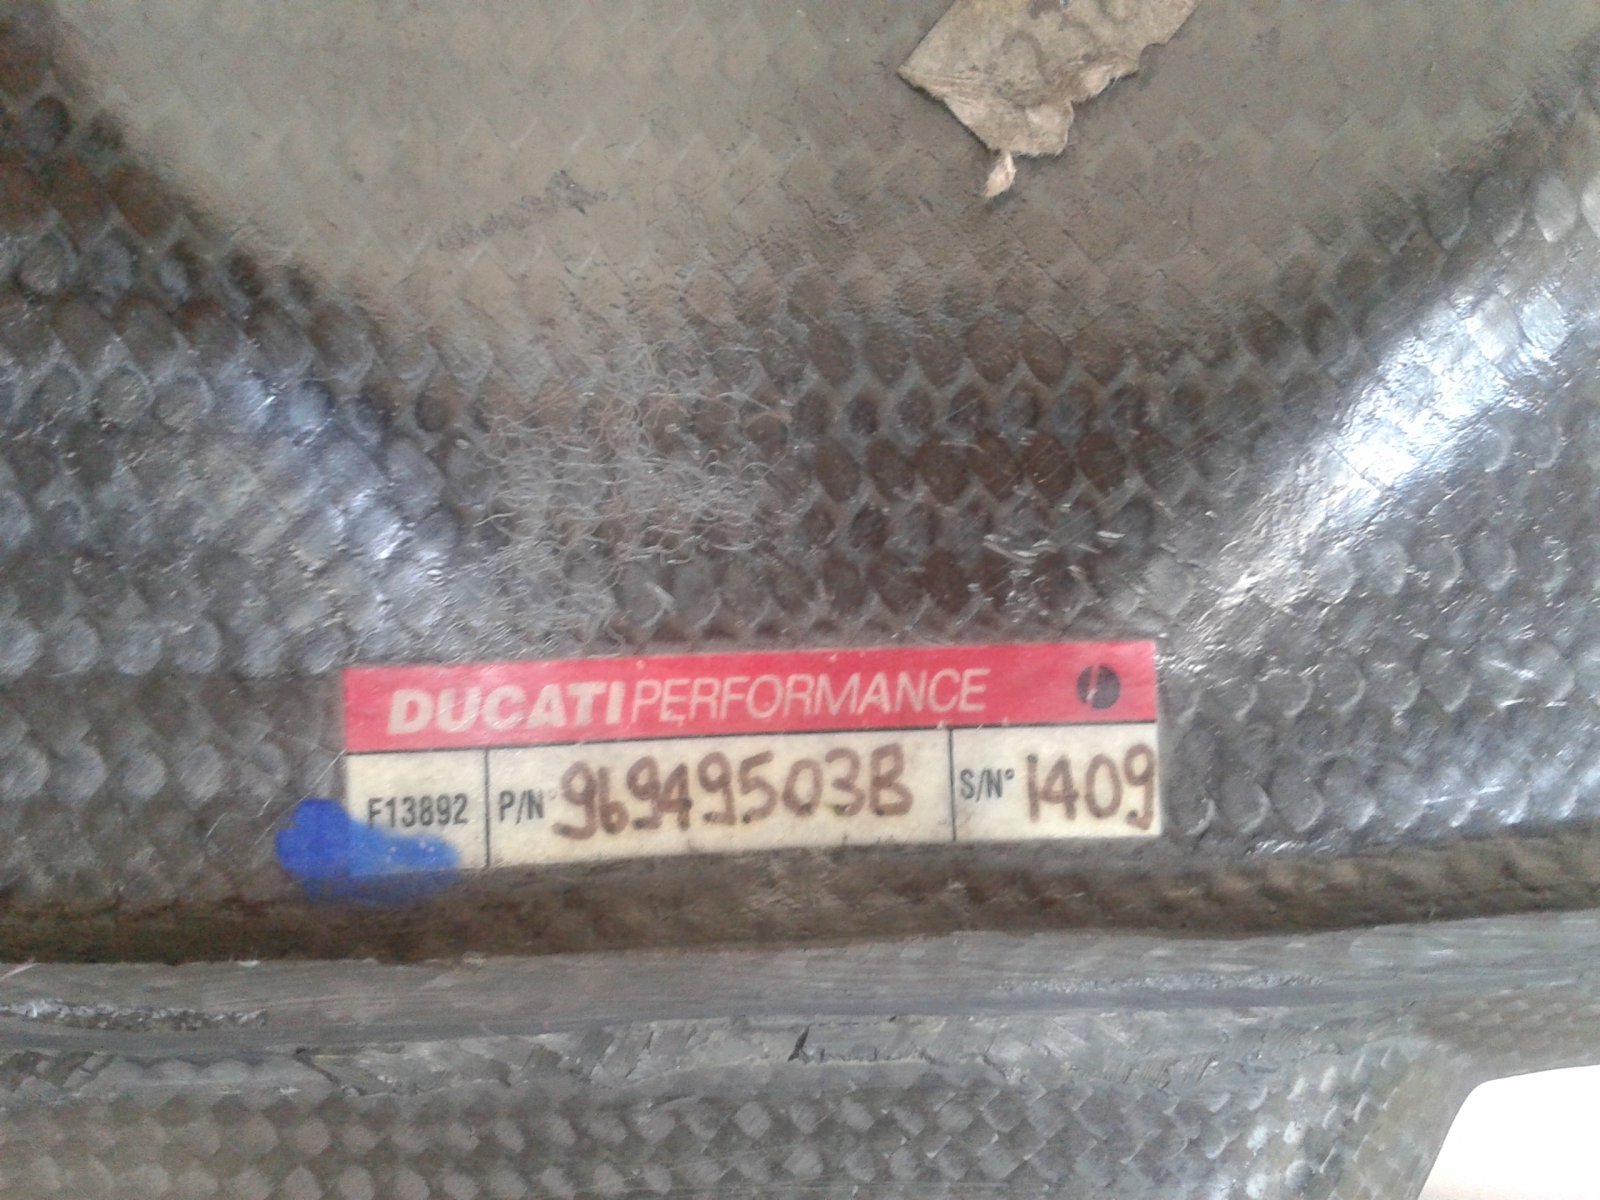 DUCATI PERFORMANCE
F13892 P/N° 96949503B S/N° 1409